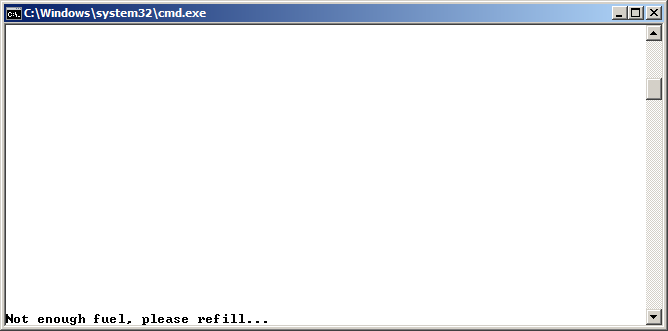 C:\Windows\system32\cmd.exe
Not enough fuel, please refill...